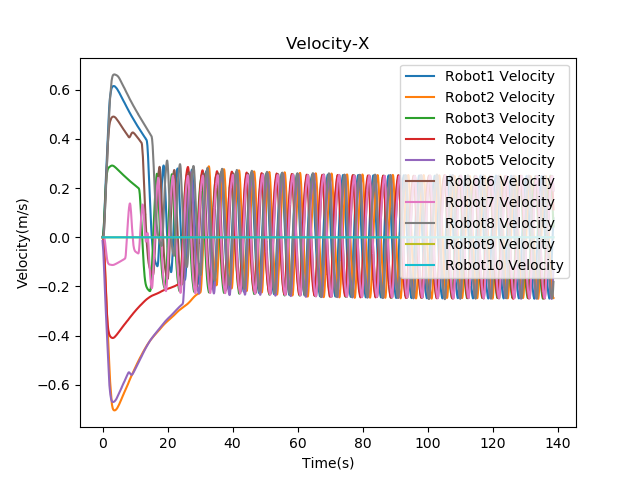 Velocity-X
Velocity(m/s)
0.6
0.4
0.2
0.0
−0.2
−0.4
−0.6
0 20 40 60 80 100 120 140
Time(s)
Robot1 Velocity
Robot2 Velocity
Robot3 Velocity
Robot4 Velocity
Robot5 Velocity
Robot6 Velocity
Robot7 Velocity
Robot8 Velocity
Robot9 Velocity
Robot10 Velocity